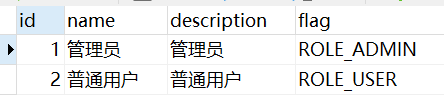 id name description flag
1 管理员 管理员 ROLE_ADMIN
2 普通用户 普通用户 ROLE_USER